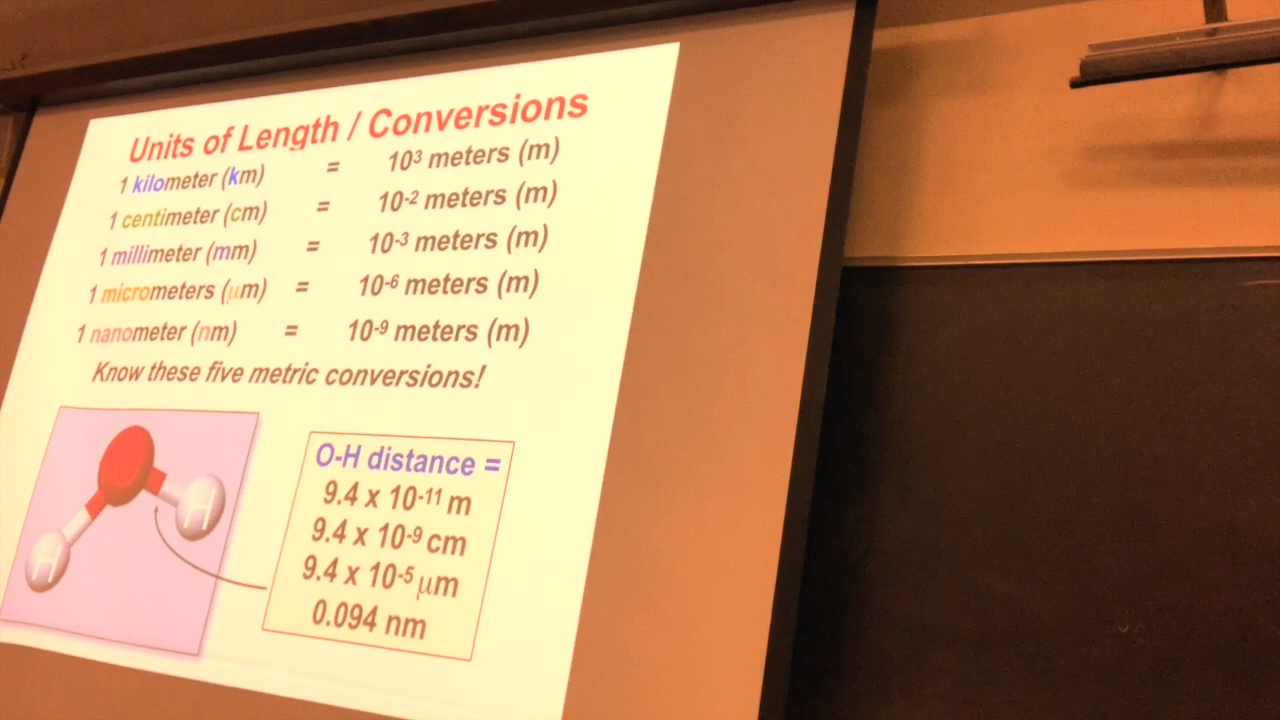 Units of Length / Conversions
1 kilometer (km) = 10³ meters (m)
1 centimeter (cm) = 10⁻² meters (m)
1 millimeter (mm) = 10⁻³ meters (m)
1 micrometers (μm) = 10⁻⁶ meters (m)
1 nanometer (nm) = 10⁻⁹ meters (m)
Know these five metric conversions!
O
H
H
O-H distance =
9.4 x 10⁻¹¹ m
9.4 x 10⁻⁹ cm
9.4 x 10⁻⁵ μm
0.094 nm